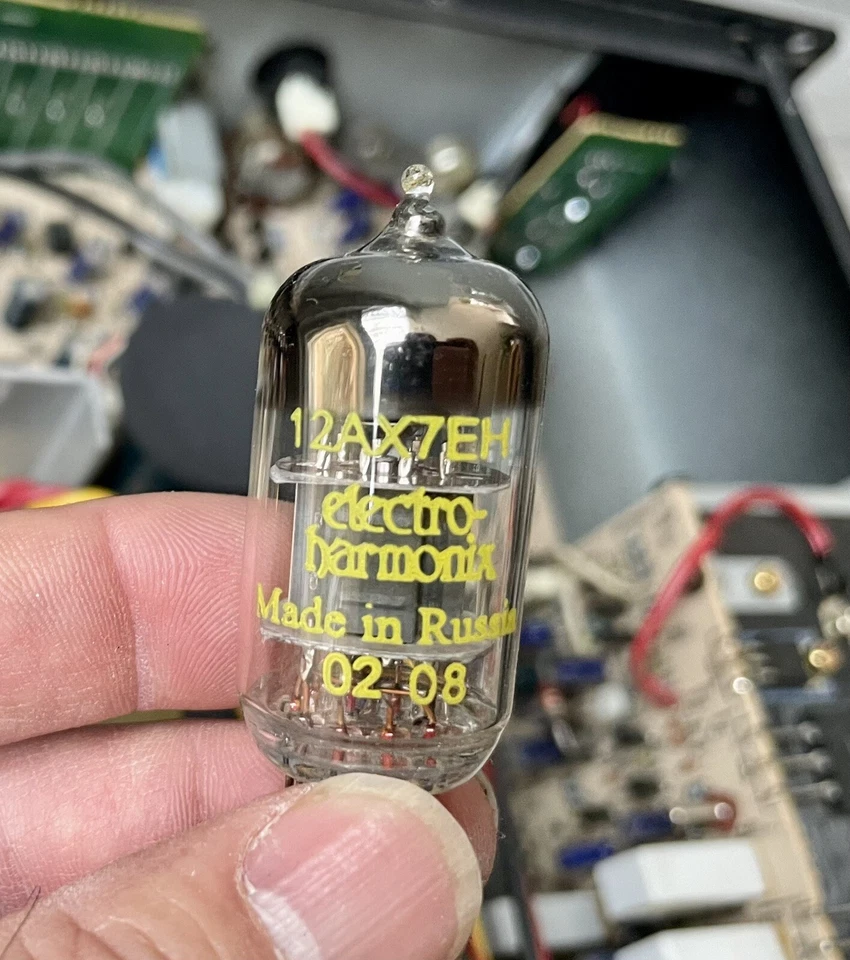 12AX7EH
electro-
harmonix
Made in Russia
02 08